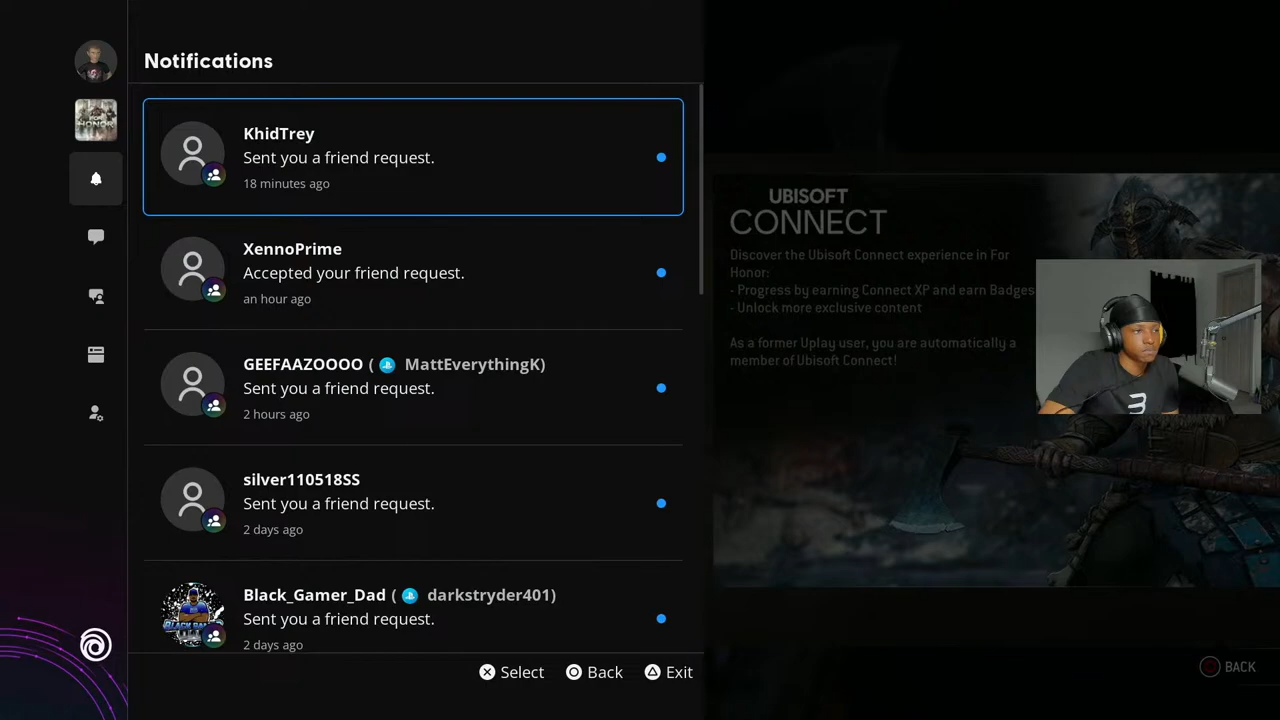 Notifications
FOR HONOR
KhidTrey
Sent you a friend request.
18 minutes ago
XennoPrime
Accepted your friend request.
an hour ago
GEEFAAZOOOO ( MattEverythingK)
Sent you a friend request.
2 hours ago
silver110518SS
Sent you a friend request.
2 days ago
Black_Gamer_Dad ( darkstryder401)
Sent you a friend request.
2 days ago
Select Back Exit
UBISOFT
CONNECT
Discover the Ubisoft Connect experience in For
Honor:
- Progress by earning Connect XP and earn Badges
- Unlock more exclusive content
As a former Uplay user, you are automatically a
member of Ubisoft Connect!
BACK